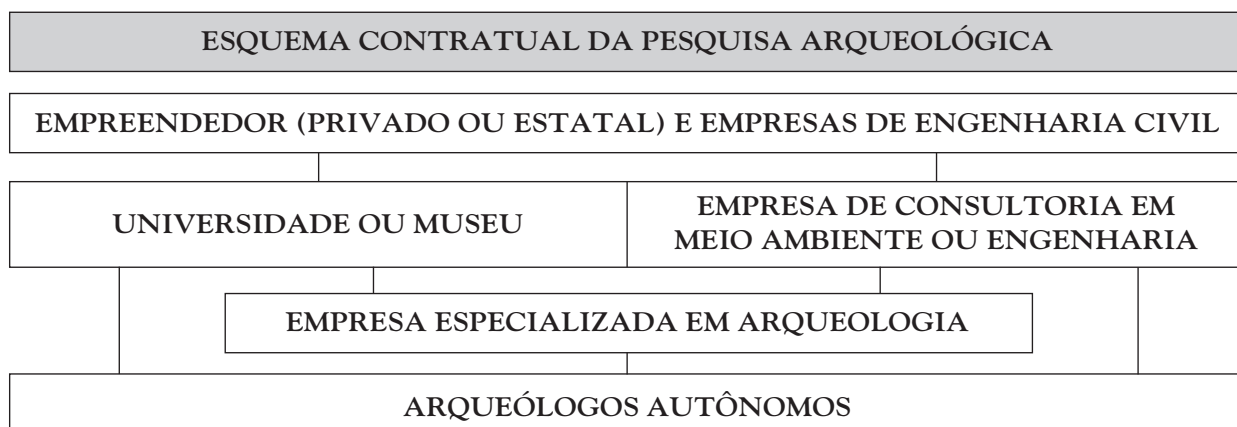 ESQUEMA CONTRATUAL DA PESQUISA ARQUEOLÓGICA
EMPREENDEDOR (PRIVADO OU ESTATAL) E EMPRESAS DE ENGENHARIA CIVIL
UNIVERSIDADE OU MUSEU
EMPRESA DE CONSULTORIA EM
MEIO AMBIENTE OU ENGENHARIA
EMPRESA ESPECIALIZADA EM ARQUEOLOGIA
ARQUEÓLOGOS AUTÔNOMOS